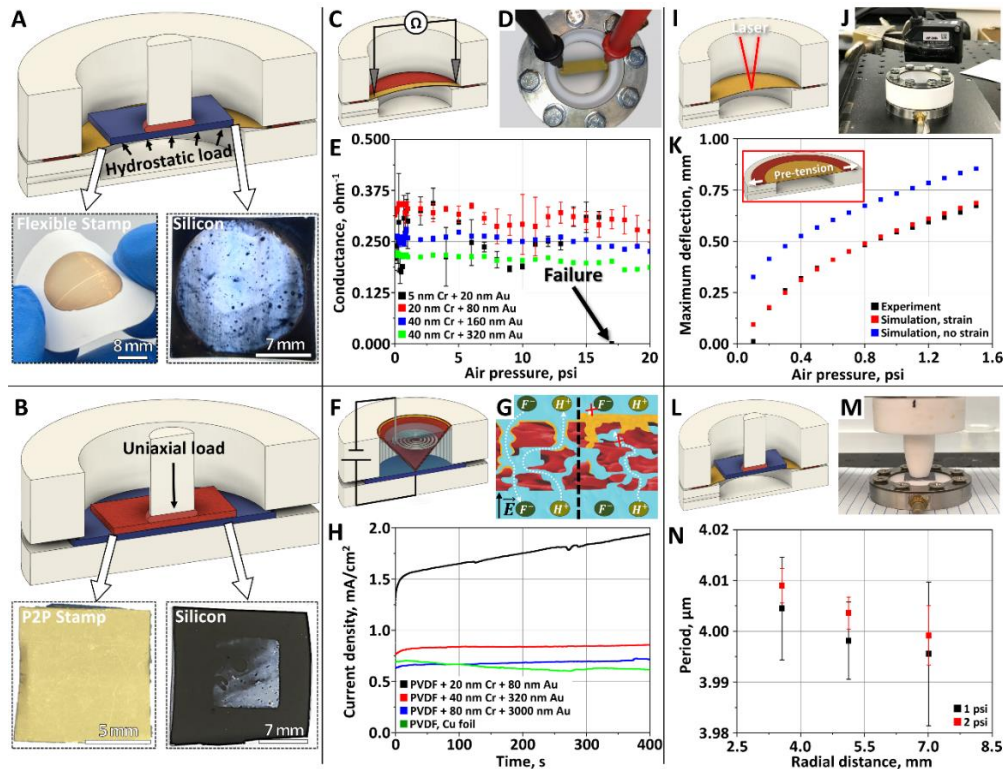 A
Hydrostatic load
Flexible Stamp
8 mm
Silicon
7 mm
B
Uniaxial load
P2P Stamp
5 mm
Silicon
7 mm
C
Ω
D
E
Conductance, ohm⁻¹
0.500
0.375
0.250
0.125
0.000
Failure
5 nm Cr + 20 nm Au
20 nm Cr + 80 nm Au
40 nm Cr + 160 nm Au
40 nm Cr + 320 nm Au
0 5 10 15 20
Air pressure, psi
F
G
F⁻ H⁺ F⁻ H⁺
E
F⁻ H⁺ F⁻ H⁺
H
Current density, mA/cm²
2.0
1.5
1.0
0.5
0.0
PVDF + 20 nm Cr + 80 nm Au
PVDF + 40 nm Cr + 320 nm Au
PVDF + 80 nm Cr + 3000 nm Au
PVDF, Cu foil
0 100 200 300 400
Time, s
I
Laser
J
K
Pre-tension
Maximum deflection, mm
1.00
0.75
0.50
0.25
0.00
Experiment
Simulation, strain
Simulation, no strain
0.0 0.4 0.8 1.2 1.6
Air pressure, psi
L
M
N
Period, µm
4.02
4.01
4.00
3.99
3.98
1 psi
2 psi
2.5 4.0 5.5 7.0 8.5
Radial distance, mm